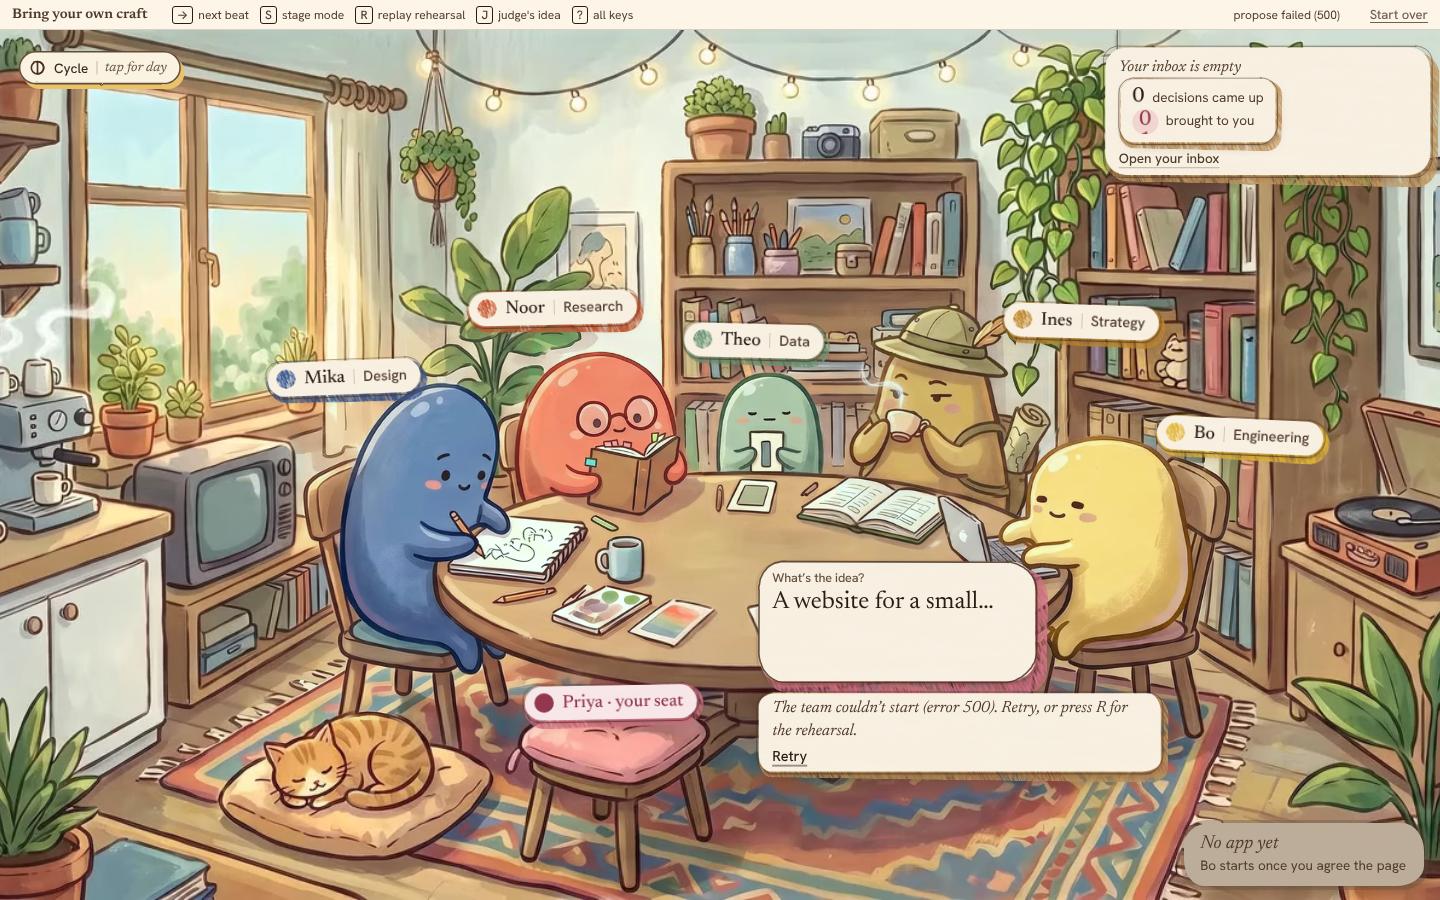 Bring your own craft
→ next beat S stage mode R replay rehearsal J judge's idea ? all keys
propose failed (500)
Start over
Cycle | tap for day
Your inbox is empty
0 decisions came up
0 brought to you
Open your inbox
Noor | Research
Theo | Data
Ines | Strategy
Mika | Design
Bo | Engineering
What's the idea?
A website for a small...
Priya · your seat
The team couldn't start (error 500). Retry, or press R for
the rehearsal.
Retry
No app yet
Bo starts once you agree the page